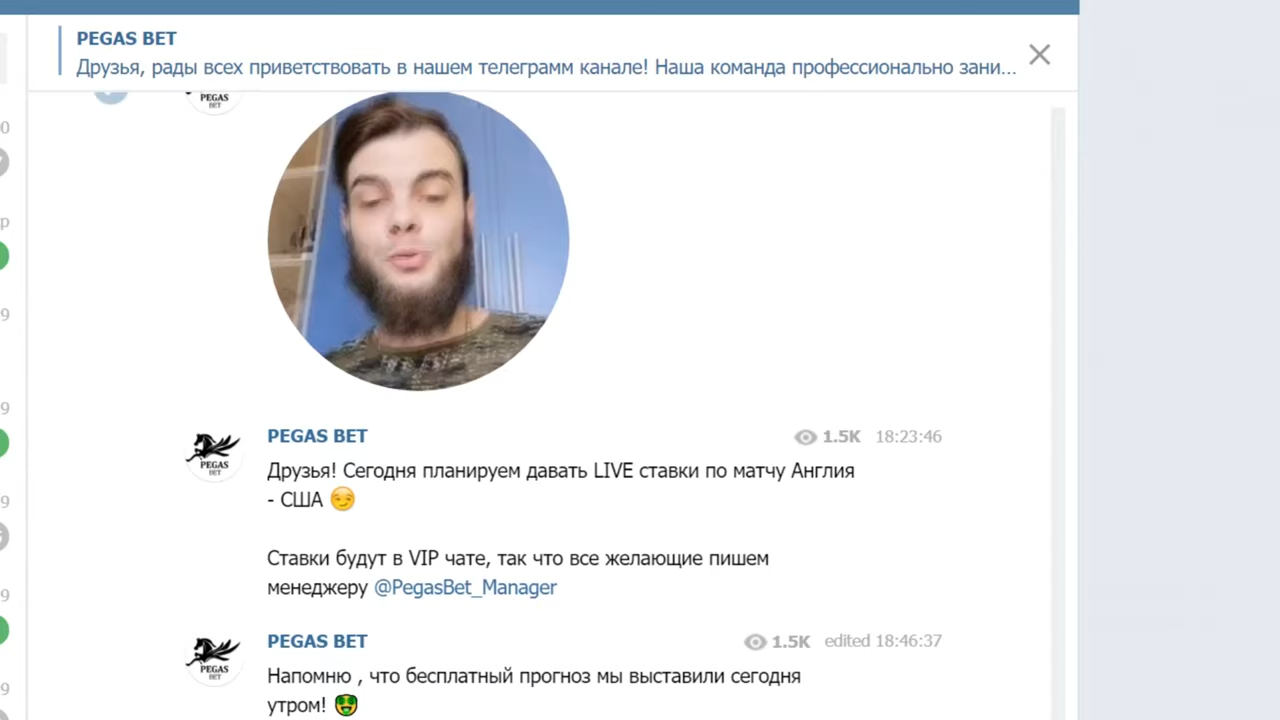 PEGAS BET
Друзья, рады всех приветствовать в нашем телеграмм канале! Наша команда профессионально зани...
PEGAS
BET
PEGAS BET
1.5K 18:23:46
PEGAS
BET
Друзья! Сегодня планируем давать LIVE ставки по матчу Англия
- США 😏
Ставки будут в VIP чате, так что все желающие пишем
менеджеру @PegasBet_Manager
PEGAS BET
1.5K edited 18:46:37
PEGAS
BET
Напомню , что бесплатный прогноз мы выставили сегодня
утром! 🤑